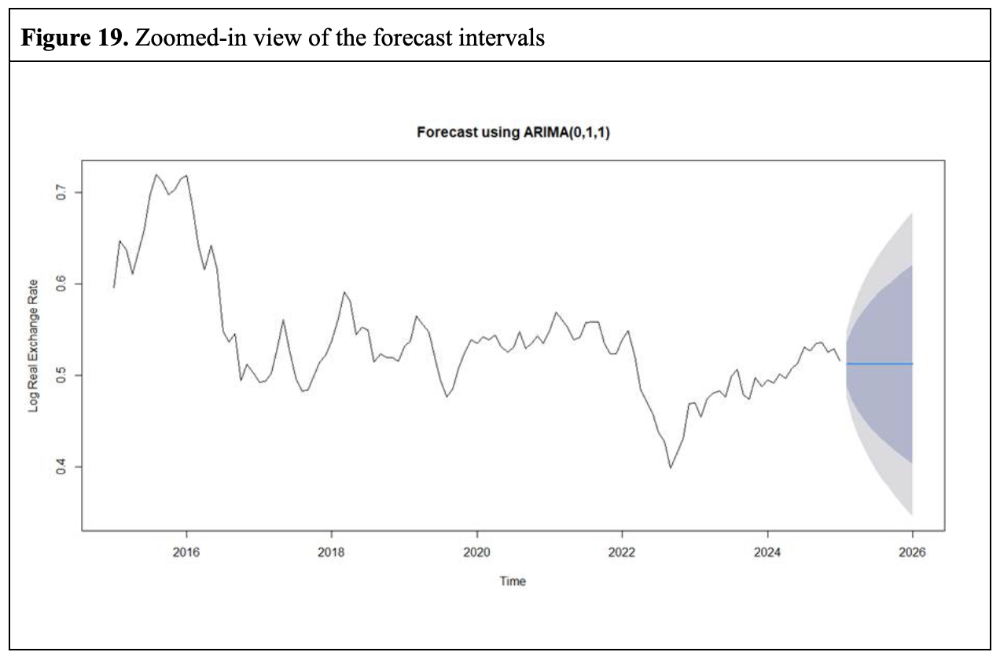 Figure 19. Zoomed-in view of the forecast intervals
Forecast using ARIMA(0,1,1)
Log Real Exchange Rate
0.7
0.6
0.5
0.4
2016 2018 2020 2022 2024 2026
Time